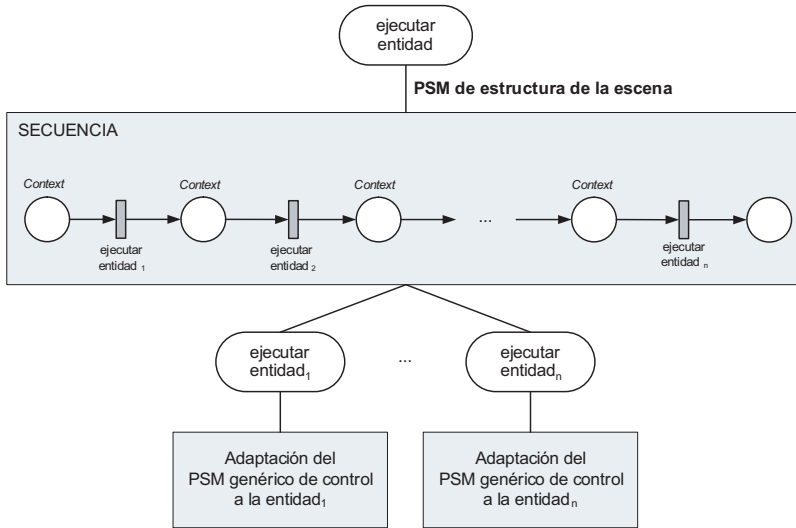 ejecutar
entidad
PSM de estructura de la escena
SECUENCIA
Context
Context
Context
Context
...
ejecutar
entidad 1
ejecutar
entidad 2
ejecutar
entidad n
ejecutar
entidad1
...
ejecutar
entidadn
Adaptación del
PSM genérico de control
a la entidad1
Adaptación del
PSM genérico de control
a la entidadn